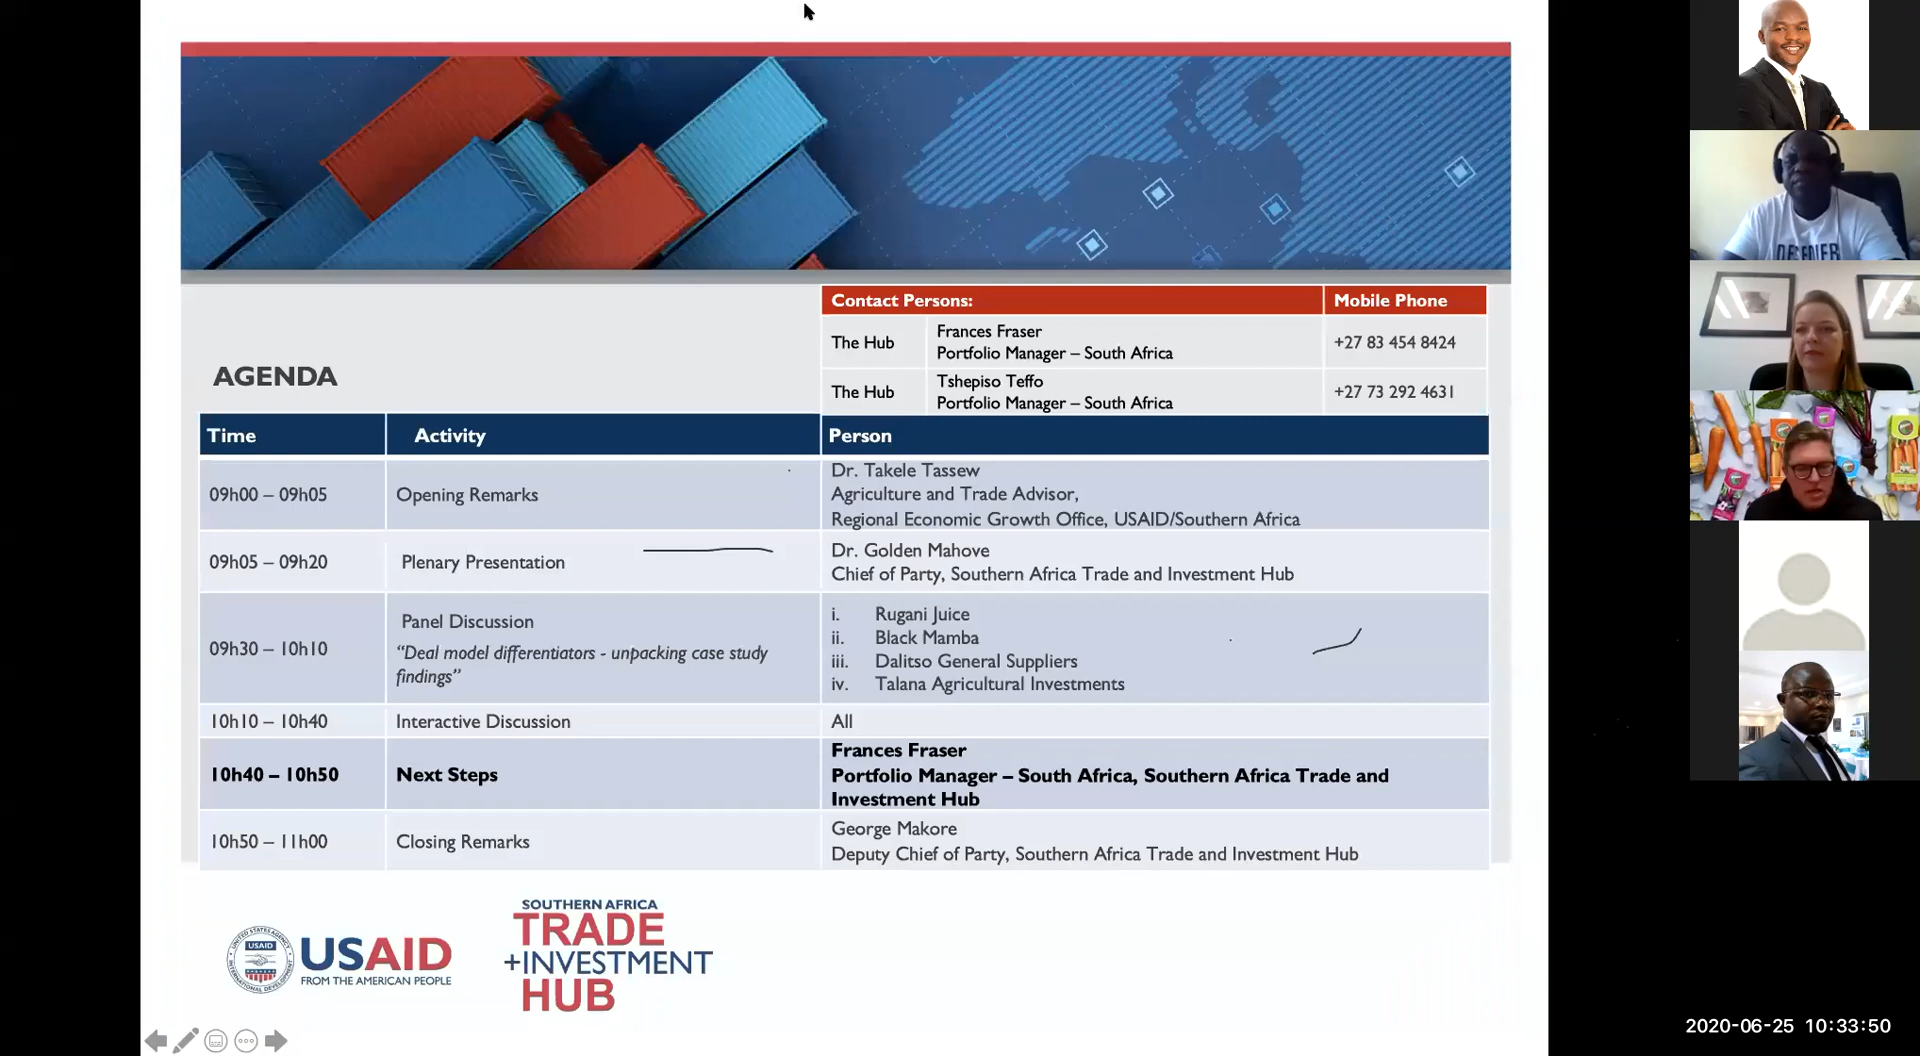 Contact Persons:
Mobile Phone
The Hub
Frances Fraser
Portfolio Manager – South Africa
+27 83 454 8424
The Hub
Tshepiso Teffo
Portfolio Manager – South Africa
+27 73 292 4631
AGENDA
Time
Activity
Person
09h00 – 09h05
Opening Remarks
Dr. Takele Tassew
Agriculture and Trade Advisor,
Regional Economic Growth Office, USAID/Southern Africa
09h05 – 09h20
Plenary Presentation
Dr. Golden Mahove
Chief of Party, Southern Africa Trade and Investment Hub
09h30 – 10h10
Panel Discussion
“Deal model differentiators - unpacking case study
findings”
i. Rugani Juice
ii. Black Mamba
iii. Dalitso General Suppliers
iv. Talana Agricultural Investments
10h10 – 10h40
Interactive Discussion
All
10h40 – 10h50
Next Steps
Frances Fraser
Portfolio Manager – South Africa, Southern Africa Trade and
Investment Hub
10h50 – 11h00
Closing Remarks
George Makore
Deputy Chief of Party, Southern Africa Trade and Investment Hub
USAID
USAID
FROM THE AMERICAN PEOPLE
SOUTHERN AFRICA
TRADE
+INVESTMENT
HUB
2020-06-25 10:33:50